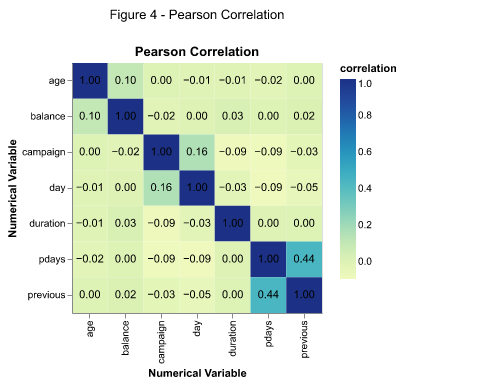 Figure 4 - Pearson Correlation
Pearson Correlation
correlation
age 1.00 0.10 0.00 −0.01 −0.01 −0.02 0.00
balance 0.10 1.00 −0.02 0.00 0.03 0.00 0.02
campaign 0.00 −0.02 1.00 0.16 −0.09 −0.09 −0.03
day −0.01 0.00 0.16 1.00 −0.03 −0.09 −0.05
duration −0.01 0.03 −0.09 −0.03 1.00 0.00 0.00
pdays −0.02 0.00 −0.09 −0.09 0.00 1.00 0.44
previous 0.00 0.02 −0.03 −0.05 0.00 0.44 1.00
Numerical Variable
age balance campaign day duration pdays previous
Numerical Variable
1.0
0.8
0.6
0.4
0.2
0.0